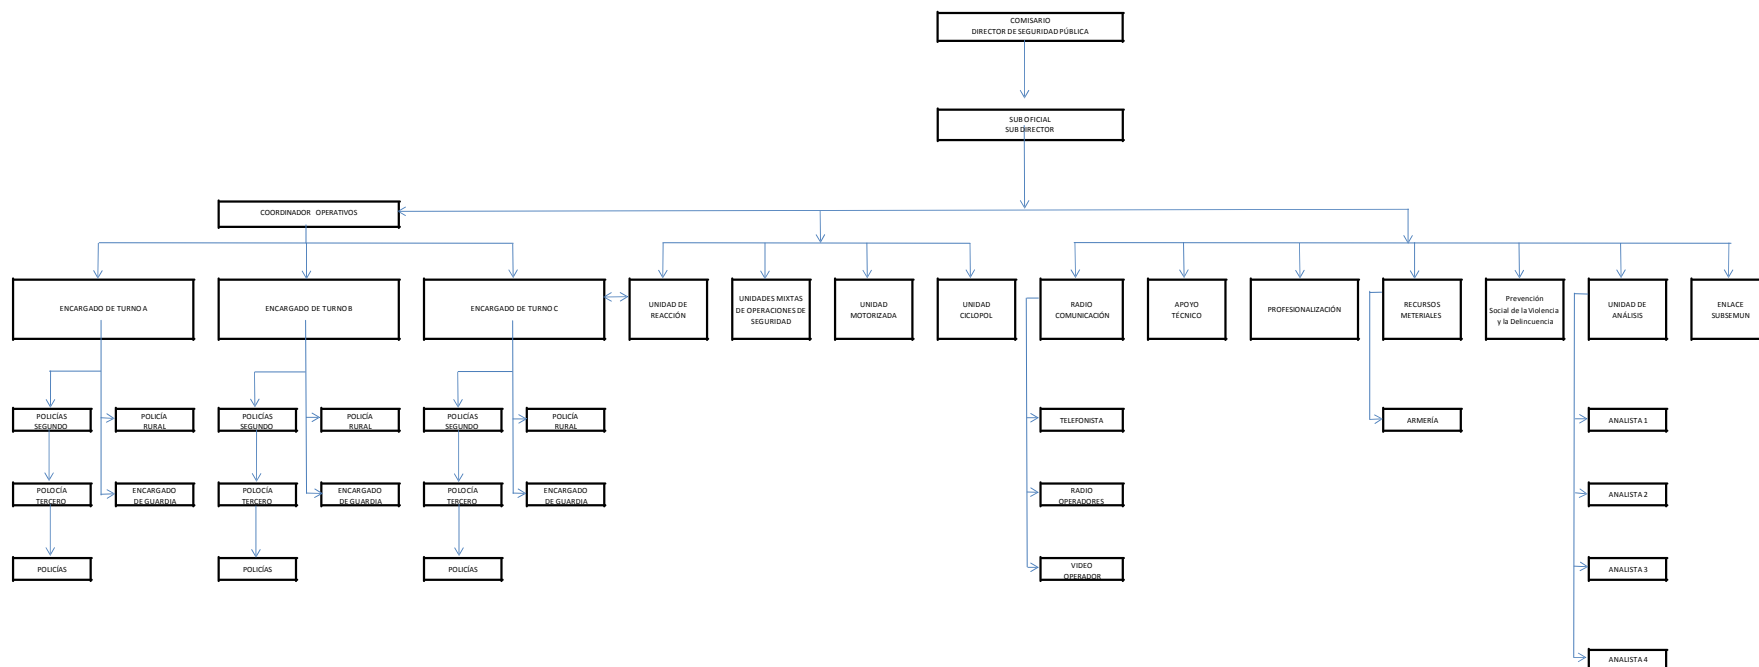 COMISARIO
DIRECTOR DE SEGURIDAD PÚBLICA
SUB OFICIAL
SUB DIRECTOR
COORDINADOR OPERATIVOS
ENCARGADO DE TURNO A
ENCARGADO DE TURNO B
ENCARGADO DE TURNO C
UNIDAD DE
REACCIÓN
UNIDADES MIXTAS
DE OPERACIONES DE
SEGURIDAD
UNIDAD
MOTORIZADA
UNIDAD
CICLOPOL
RADIO
COMUNICACIÓN
APOYO
TÉCNICO
PROFESIONALIZACIÓN
RECURSOS
METERIALES
Prevención
Social de la Violencia
y la Delincuencia
UNIDAD DE
ANÁLISIS
ENLACE
SUBSEMUN
POLICÍAS
SEGUNDO
POLICÍA
RURAL
POLICÍAS
SEGUNDO
POLICÍA
RURAL
POLICÍAS
SEGUNDO
POLICÍA
RURAL
TELEFONISTA
ARMERÍA
ANALISTA 1
POLOCÍA
TERCERO
ENCARGADO
DE GUARDIA
POLOCÍA
TERCERO
ENCARGADO
DE GUARDIA
POLOCÍA
TERCERO
ENCARGADO
DE GUARDIA
RADIO
OPERADORES
ANALISTA 2
POLICÍAS
POLICÍAS
POLICÍAS
VIDEO
OPERADOR
ANALISTA 3
ANALISTA 4